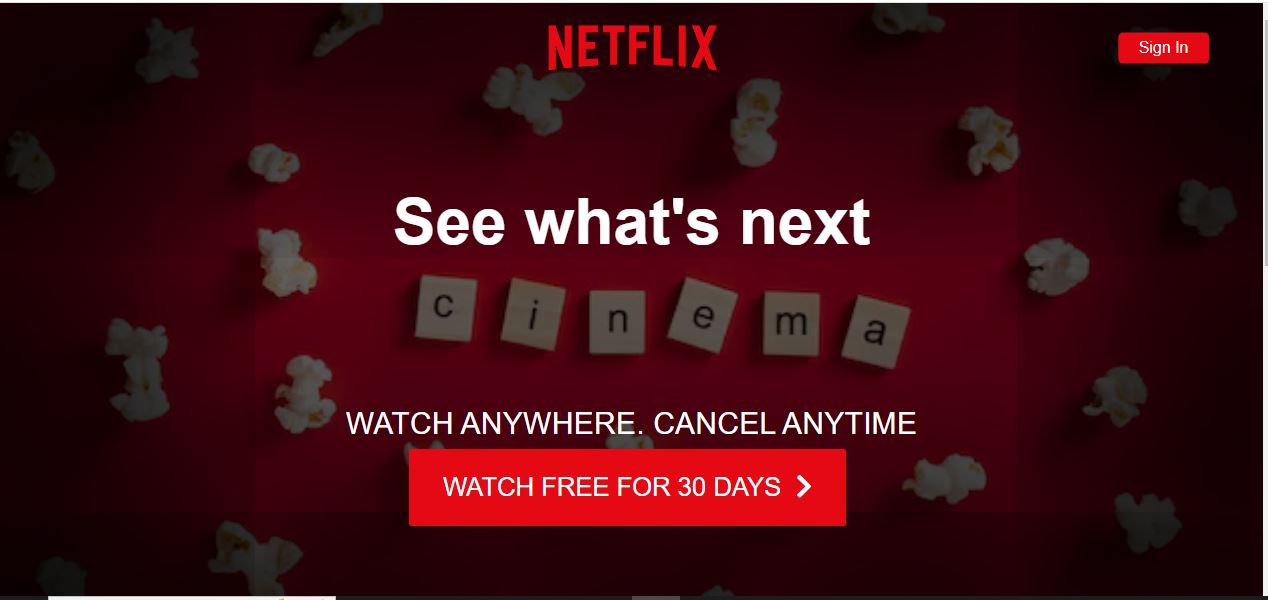 NETFLIX
Sign In
See what's next
c i n e m a
WATCH ANYWHERE. CANCEL ANYTIME
WATCH FREE FOR 30 DAYS